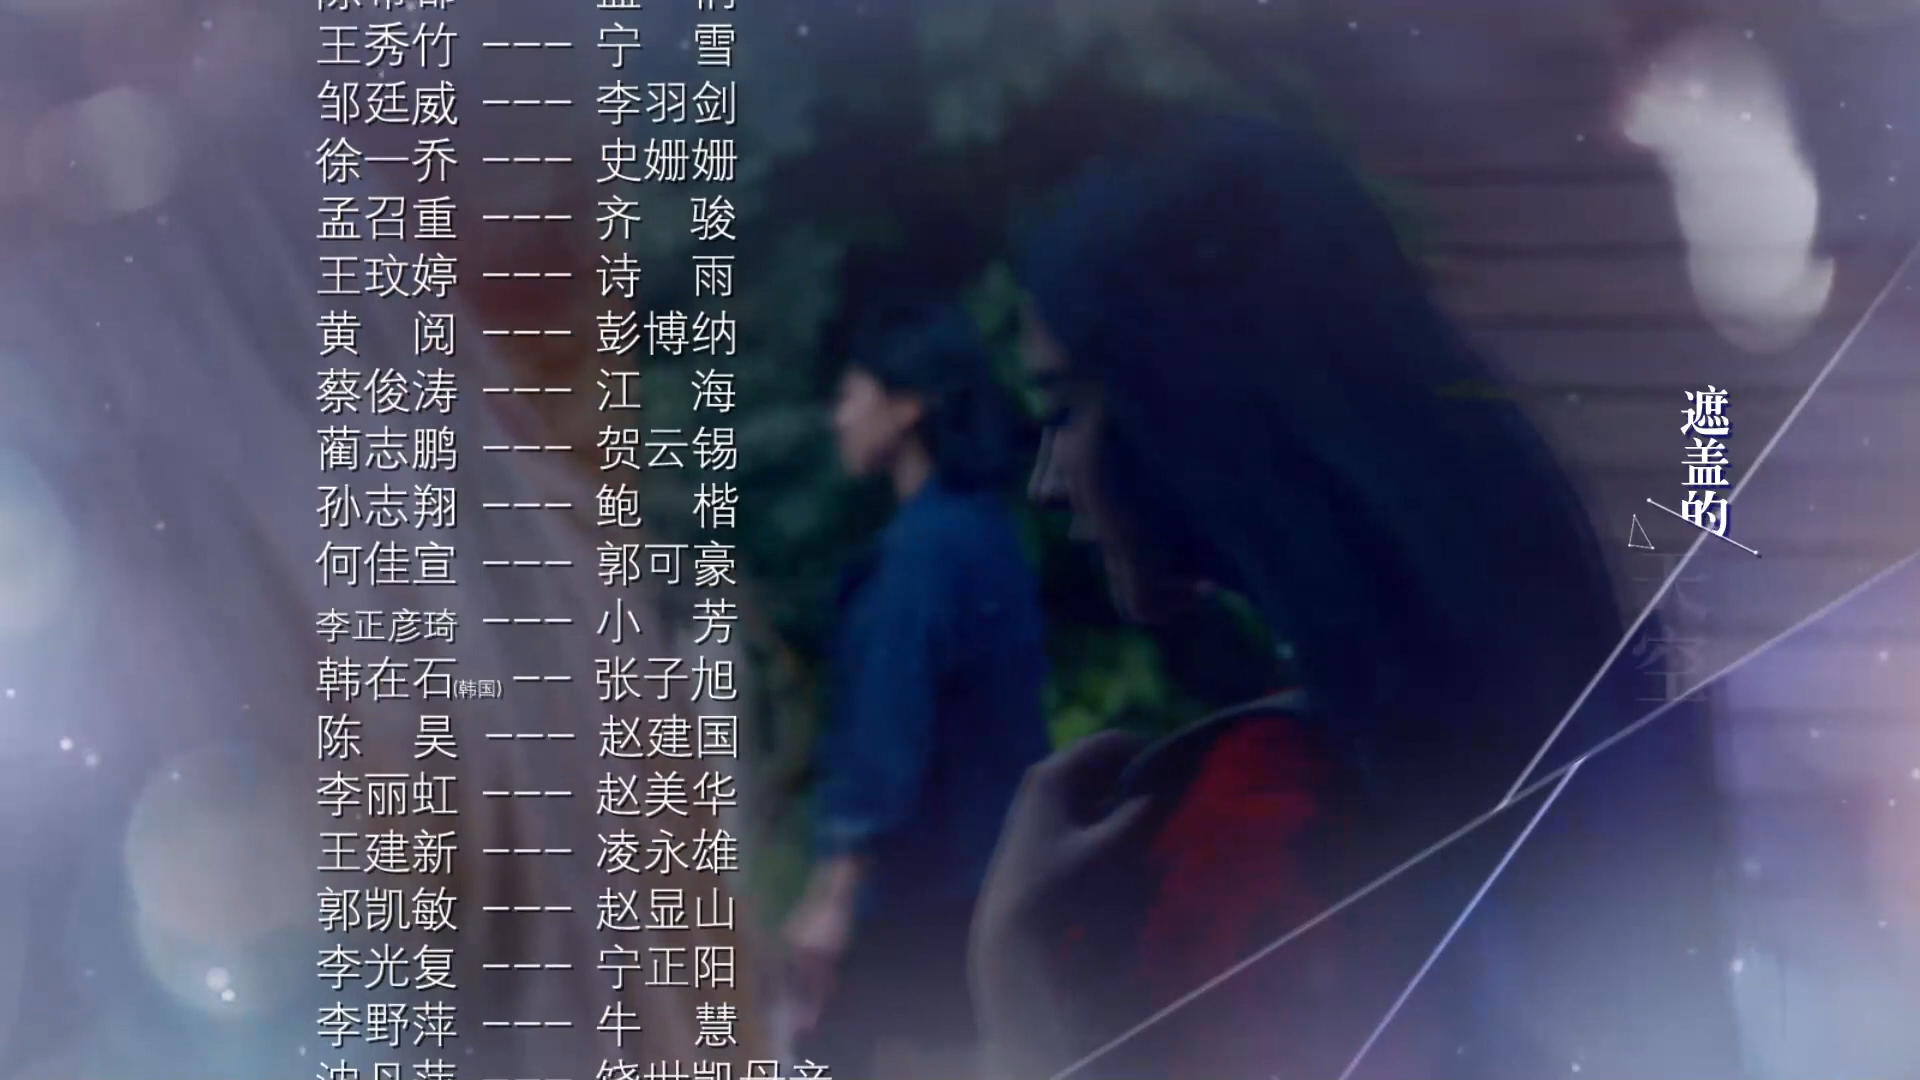 王秀竹 --- 宁 雪
邹廷威 --- 李羽剑
徐一乔 --- 史姗姗
孟召重 --- 齐 骏
王玟婷 --- 诗 雨
黄 阅 --- 彭博纳
蔡俊涛 --- 江 海
蔺志鹏 --- 贺云锡
孙志翔 --- 鲍 楷
何佳宣 --- 郭可豪
李正彦琦 --- 小 芳
韩在石(韩国) -- 张子旭
陈 昊 --- 赵建国
李丽虹 --- 赵美华
王建新 --- 凌永雄
郭凯敏 --- 赵显山
李光复 --- 宁正阳
李野萍 --- 牛 慧
遮盖的
天空